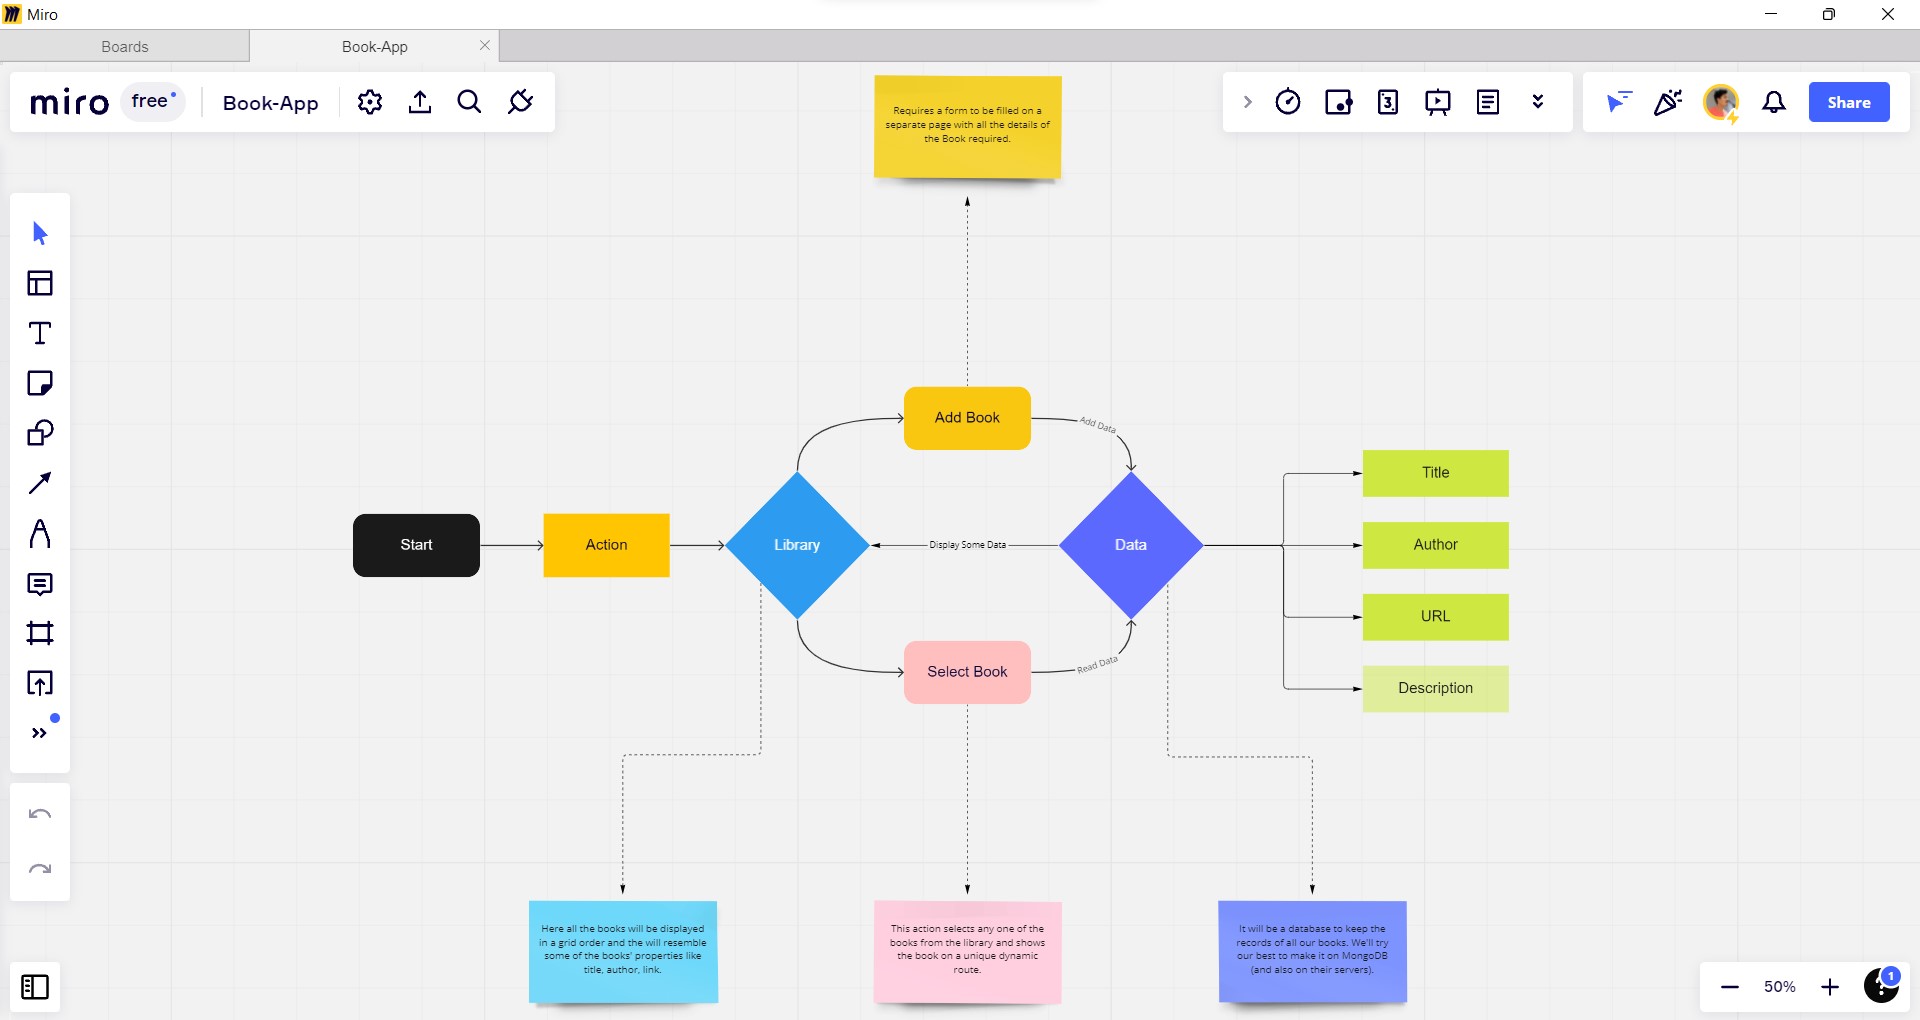 Miro
Boards
Book-App
miro
free
Book-App
3
Share
Requires a form to be filled on a
separate page with all the details of
the Book required.
Add Book
Add Data
Title
Start
Action
Library
Display Some Data
Data
Author
URL
Select Book
Read Data
Description
Here all the books will be displayed
in a grid order and the will resemble
some of the books' properties like
title, author, link.
This action selects any one of the
books from the library and shows
the book on a unique dynamic
route.
It will be a database to keep the
records of all our books. We'll try
our best to make it on MongoDB
(and also on their servers).
50%
?
1